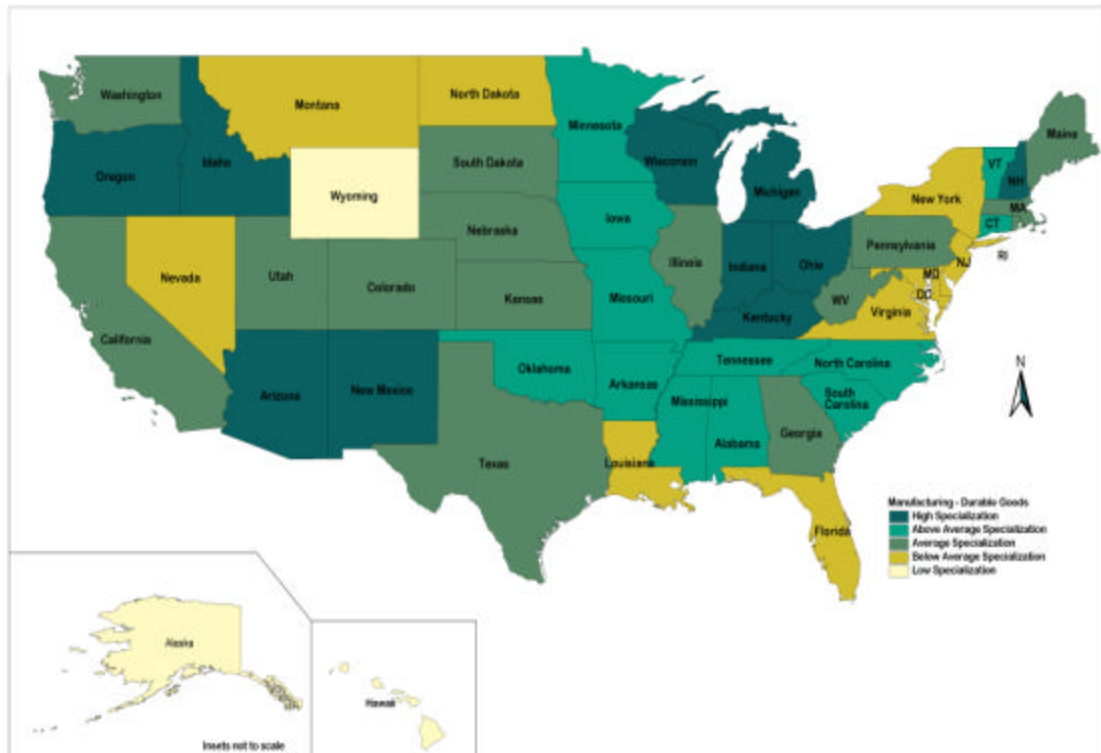 Washington
Montana
North Dakota
Minnesota
Maine
Oregon
Idaho
South Dakota
Wisconsin
Michigan
VT
NH
Wyoming
New York
MA
CT
RI
Iowa
Nebraska
Pennsylvania
Nevada
Utah
Colorado
Illinois
Indiana
Ohio
NJ
MD
DC
Kansas
Missouri
WV
Virginia
Kentucky
California
Tennessee
North Carolina
Oklahoma
Arkansas
Arizona
New Mexico
Mississippi
South
Carolina
Alabama
Georgia
Texas
Louisiana
Florida
N
Manufacturing - Durable Goods
High Specialization
Above Average Specialization
Average Specialization
Below Average Specialization
Low Specialization
Alaska
Hawaii
Insets not to scale